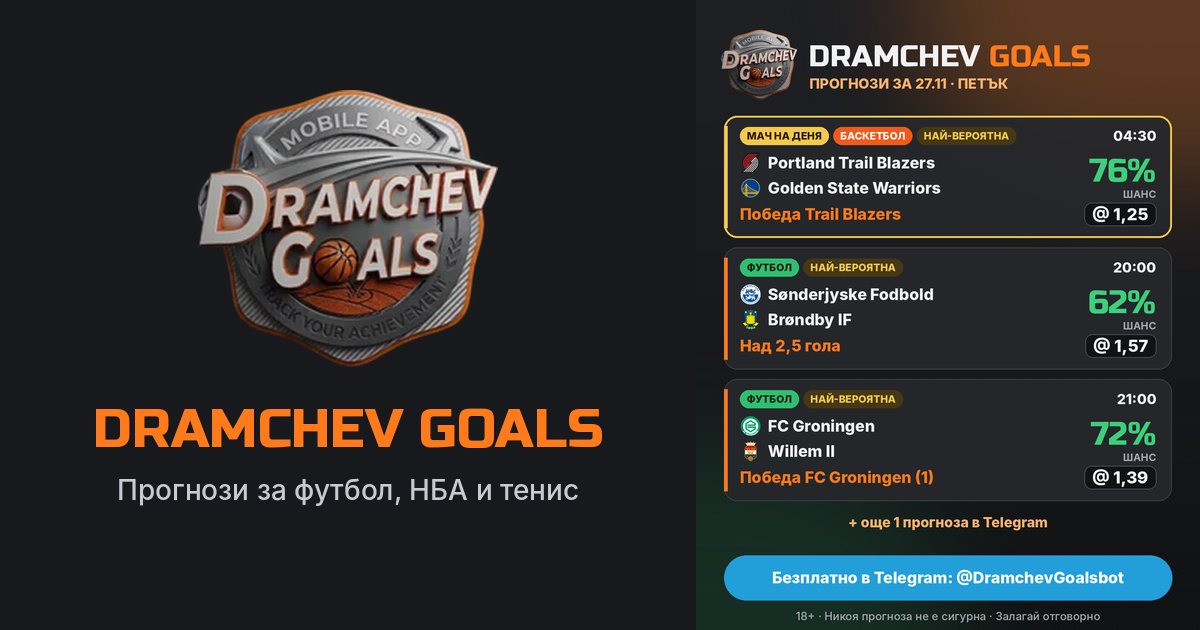 MOBILE APP
DRAMCHEV
GOALS
TRACK YOUR ACHIEVEMENT
DRAMCHEV GOALS
Прогнози за футбол, НБА и тенис
MOBILE APP
DRAMCHEV
GOALS
DRAMCHEV GOALS
ПРОГНОЗИ ЗА 27.11 · ПЕТЪК
МАЧ НА ДЕНЯ БАСКЕТБОЛ НАЙ-ВЕРОЯТНА 04:30
Portland Trail Blazers 76%
Golden State Warriors ШАНС
Победа Trail Blazers @ 1,25
ФУТБОЛ НАЙ-ВЕРОЯТНА 20:00
Sønderjyske Fodbold 62%
Brøndby IF ШАНС
Над 2,5 гола @ 1,57
ФУТБОЛ НАЙ-ВЕРОЯТНА 21:00
FC Groningen 72%
Willem II ШАНС
Победа FC Groningen (1) @ 1,39
+ още 1 прогноза в Telegram
Безплатно в Telegram: @DramchevGoalsbot
18+ · Никоя прогноза не е сигурна · Залагай отговорно